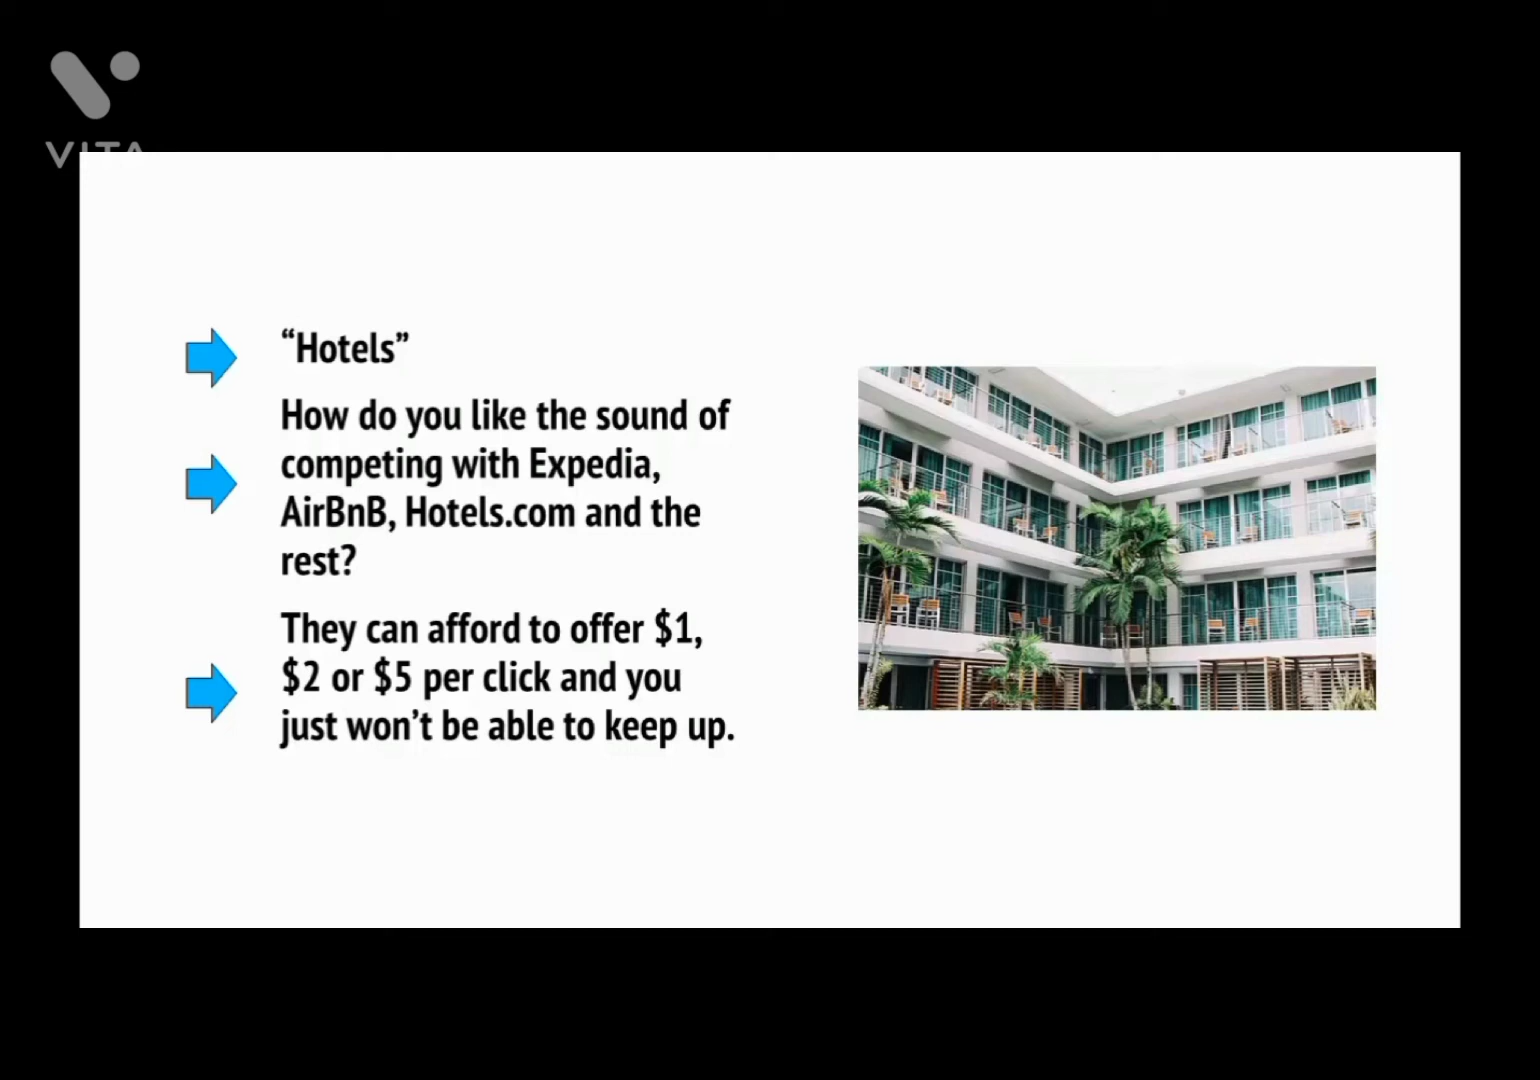 VITA
“Hotels”
How do you like the sound of
competing with Expedia,
AirBnB, Hotels.com and the
rest?
They can afford to offer $1,
$2 or $5 per click and you
just won’t be able to keep up.